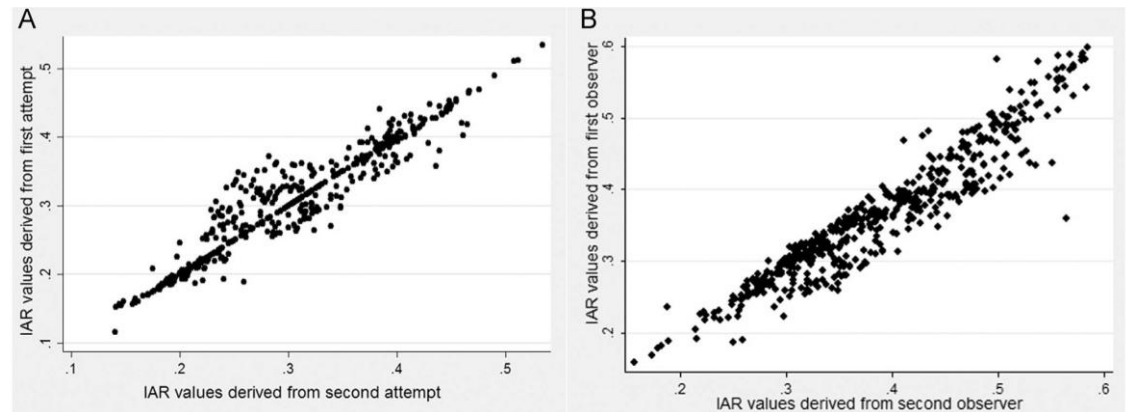 A
IAR values derived from first attempt
.5
.4
.3
.2
.1
.1 .2 .3 .4 .5
IAR values derived from second attempt
B
IAR values derived from first observer
.6
.5
.4
.3
.2
.2 .3 .4 .5 .6
IAR values derived from second observer